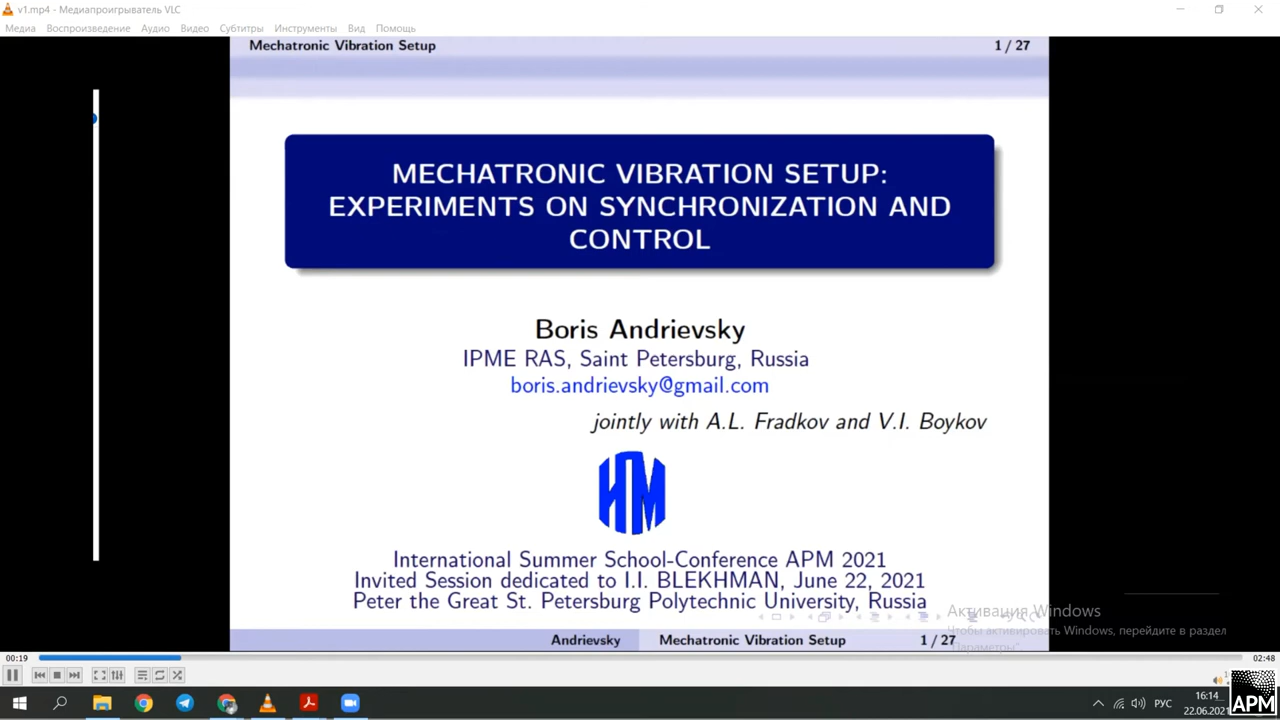 v1.mp4 - Медиапроигрыватель VLC
Медиа Воспроизведение Аудио Видео Субтитры Инструменты Вид Помощь
Mechatronic Vibration Setup 1 / 27
MECHATRONIC VIBRATION SETUP:
EXPERIMENTS ON SYNCHRONIZATION AND
CONTROL
Boris Andrievsky
IPME RAS, Saint Petersburg, Russia
boris.andrievsky@gmail.com
jointly with A.L. Fradkov and V.I. Boykov
ИПМ
International Summer School-Conference APM 2021
Invited Session dedicated to I.I. BLEKHMAN, June 22, 2021
Peter the Great St. Petersburg Polytechnic University, Russia
Активация Windows
Чтобы активировать Windows, перейдите в раздел
"Параметры".
Andrievsky Mechatronic Vibration Setup 1 / 27
00:19 02:48
РУС 16:14
22.06.2021
APM